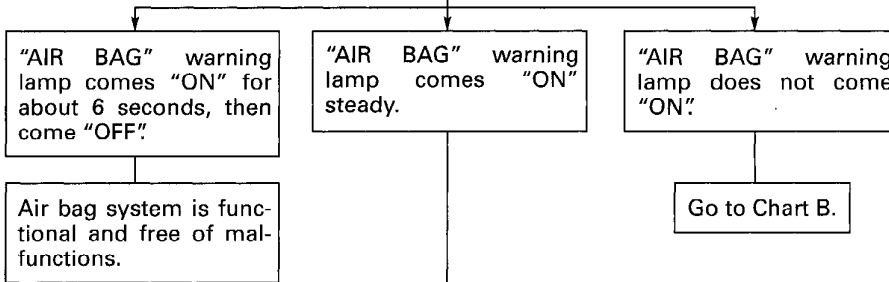 "AIR BAG" warning
lamp comes "ON" for
about 6 seconds, then
come "OFF".
"AIR BAG" warning
lamp comes "ON"
steady.
"AIR BAG" warning
lamp does not come
"ON".
Air bag system is func-
tional and free of mal-
functions.
Go to Chart B.